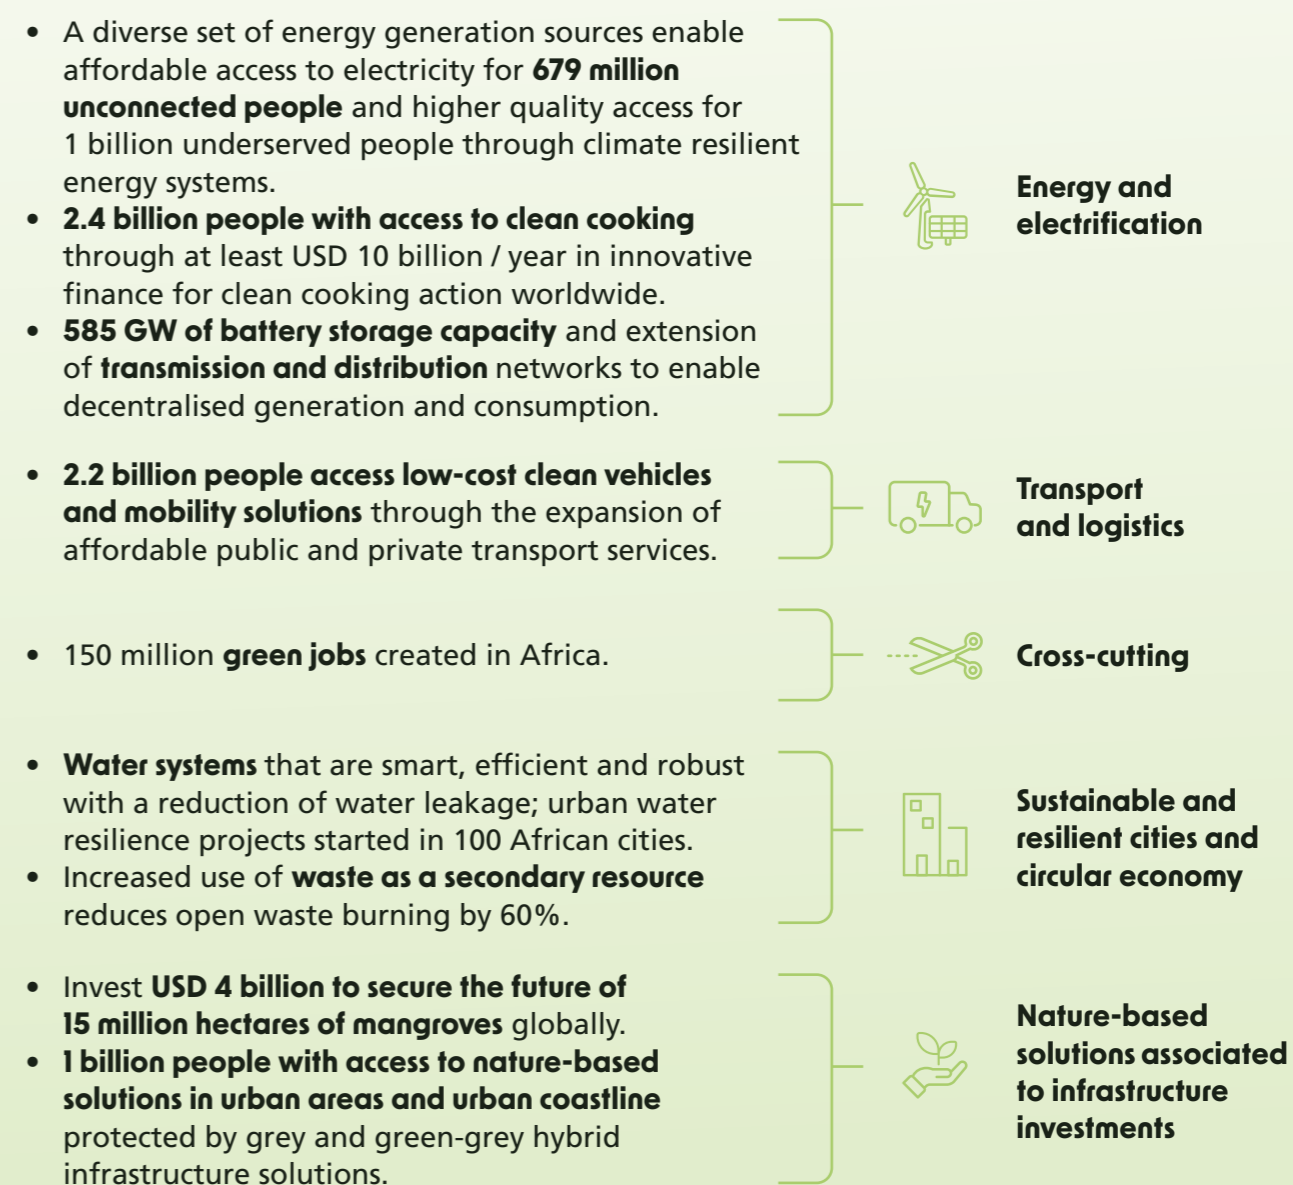 • A diverse set of energy generation sources enable
affordable access to electricity for 679 million
unconnected people and higher quality access for
1 billion underserved people through climate resilient
energy systems.
• 2.4 billion people with access to clean cooking
through at least USD 10 billion / year in innovative
finance for clean cooking action worldwide.
• 585 GW of battery storage capacity and extension
of transmission and distribution networks to enable
decentralised generation and consumption.
Energy and
electrification
• 2.2 billion people access low-cost clean vehicles
and mobility solutions through the expansion of
affordable public and private transport services.
Transport
and logistics
• 150 million green jobs created in Africa.
Cross-cutting
• Water systems that are smart, efficient and robust
with a reduction of water leakage; urban water
resilience projects started in 100 African cities.
• Increased use of waste as a secondary resource
reduces open waste burning by 60%.
Sustainable and
resilient cities and
circular economy
• Invest USD 4 billion to secure the future of
15 million hectares of mangroves globally.
• 1 billion people with access to nature-based
solutions in urban areas and urban coastline
protected by grey and green-grey hybrid
infrastructure solutions.
Nature-based
solutions associated
to infrastructure
investments